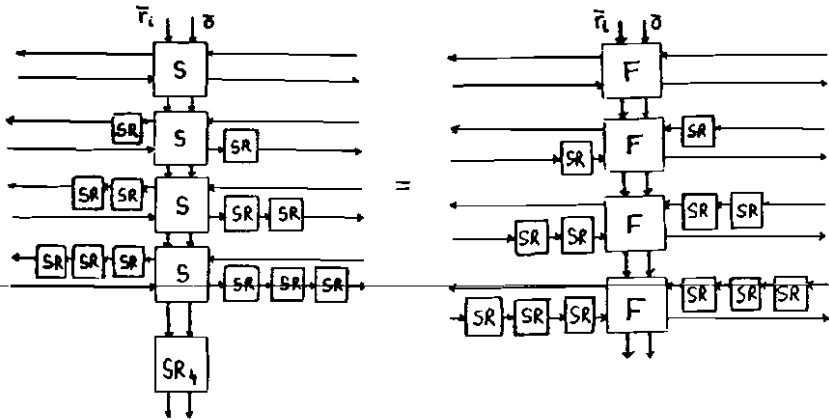 r̄ᵢ ō r̄ᵢ ō
S F
SR S SR F SR
SR
SR SR S SR SR = F SR SR
SR SR
SR SR SR S SR SR SR F SR SR SR
SR SR SR
SR₄